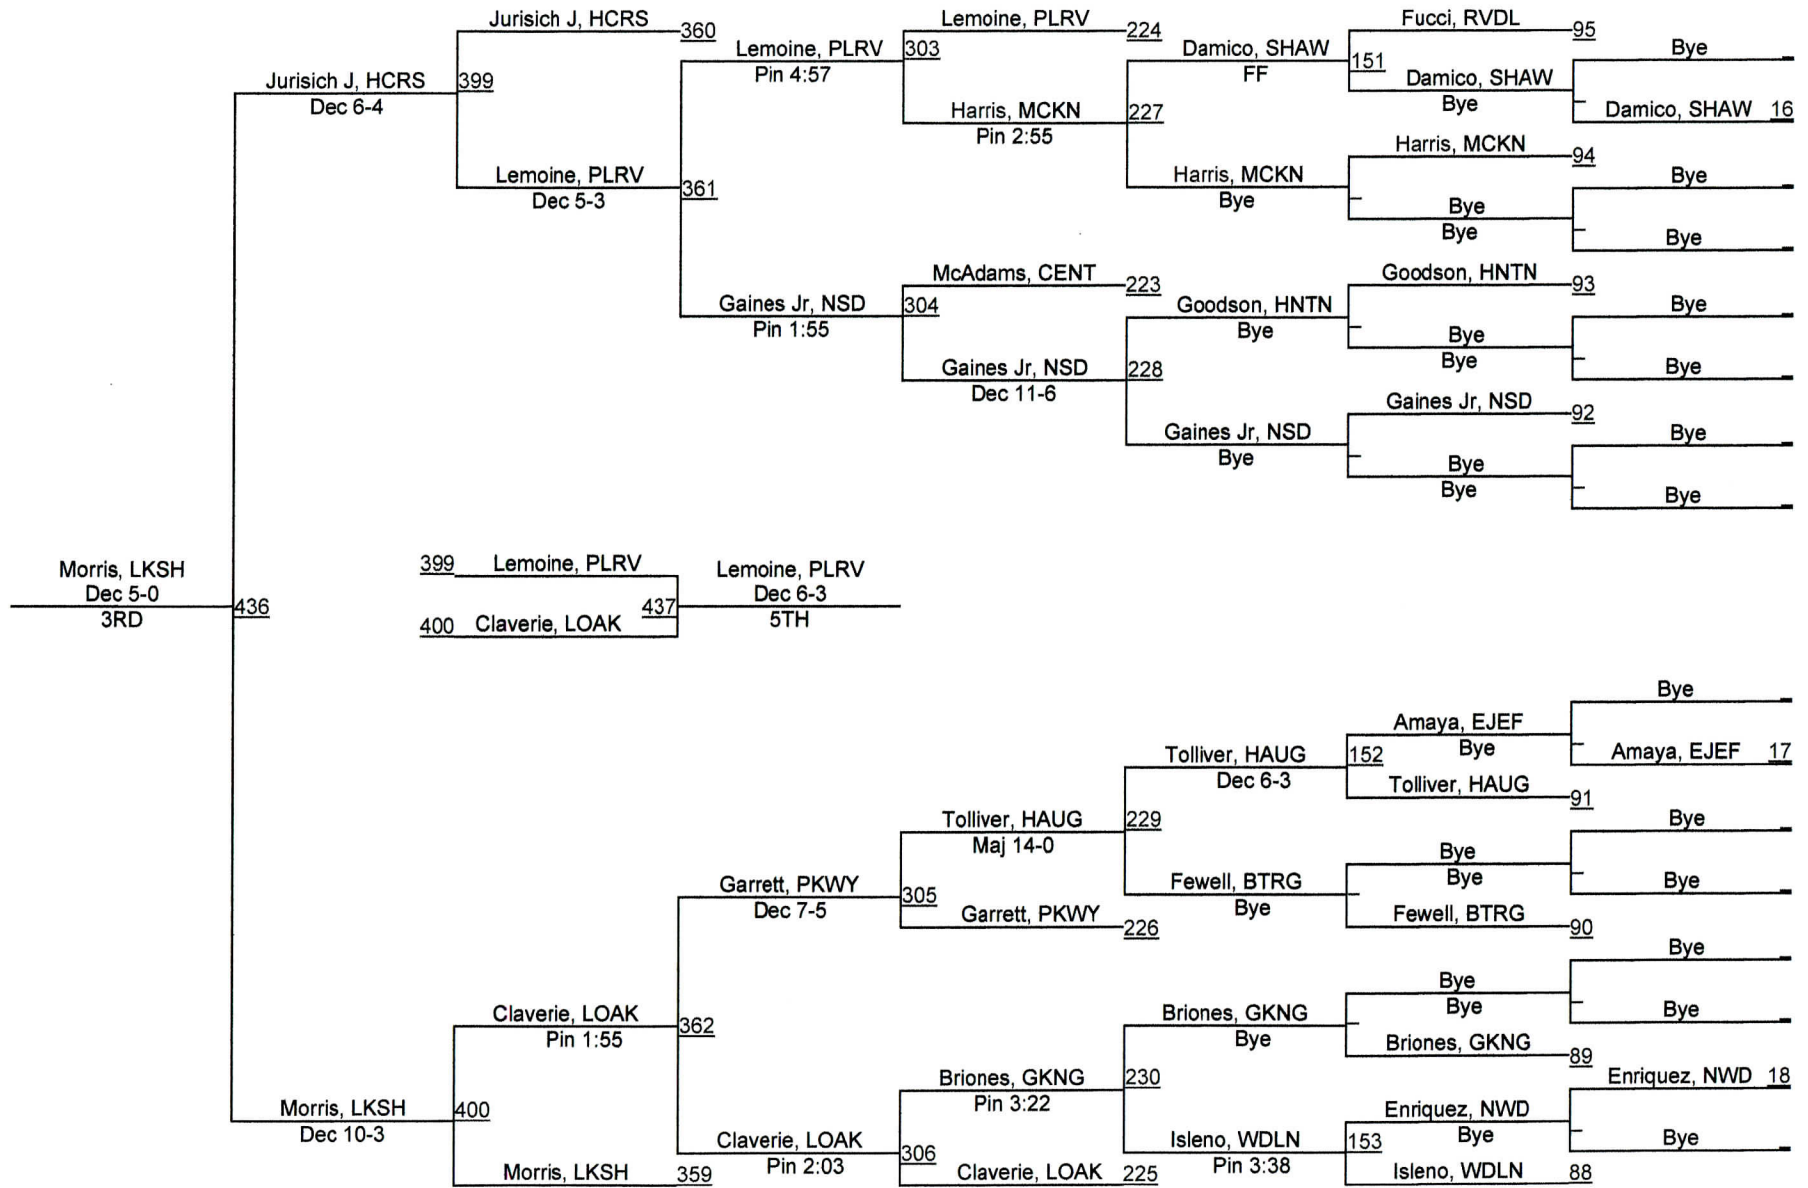 Jurisich J, HCRS 360
Lemoine, PLRV 224
Fucci, RVDL 95
Lemoine, PLRV 303
Pin 4:57
Damico, SHAW
FF
151
Bye
Jurisich J, HCRS 399
Dec 6-4
Damico, SHAW
Bye
Harris, MCKN 227
Pin 2:55
Damico, SHAW 16
Harris, MCKN 94
Lemoine, PLRV 361
Dec 5-3
Harris, MCKN
Bye
Bye
Bye
Bye
Bye
McAdams, CENT 223
Goodson, HNTN 93
Gaines Jr, NSD 304
Pin 1:55
Goodson, HNTN
Bye
Bye
Bye
Bye
Bye
Gaines Jr, NSD 228
Dec 11-6
Gaines Jr, NSD 92
Gaines Jr, NSD
Bye
Bye
Bye
Bye
Bye
Morris, LKSH
Dec 5-0
3RD
436
399 Lemoine, PLRV
400 Claverie, LOAK
437
Lemoine, PLRV
Dec 6-3
5TH
Bye
Amaya, EJEF
Bye
Tolliver, HAUG 152
Dec 6-3
Amaya, EJEF 17
Tolliver, HAUG 91
Tolliver, HAUG 229
Maj 14-0
Bye
Bye
Bye
Garrett, PKWY 305
Dec 7-5
Fewell, BTRG
Bye
Bye
Garrett, PKWY 226
Fewell, BTRG 90
Bye
Bye
Bye
Claverie, LOAK 362
Pin 1:55
Briones, GKNG
Bye
Bye
Briones, GKNG 89
Briones, GKNG 230
Pin 3:22
Enriquez, NWD 18
Morris, LKSH 400
Dec 10-3
Enriquez, NWD
Bye
Claverie, LOAK 306
Pin 2:03
Isleno, WDLN 153
Pin 3:38
Bye
Morris, LKSH 359
Claverie, LOAK 225
Isleno, WDLN 88